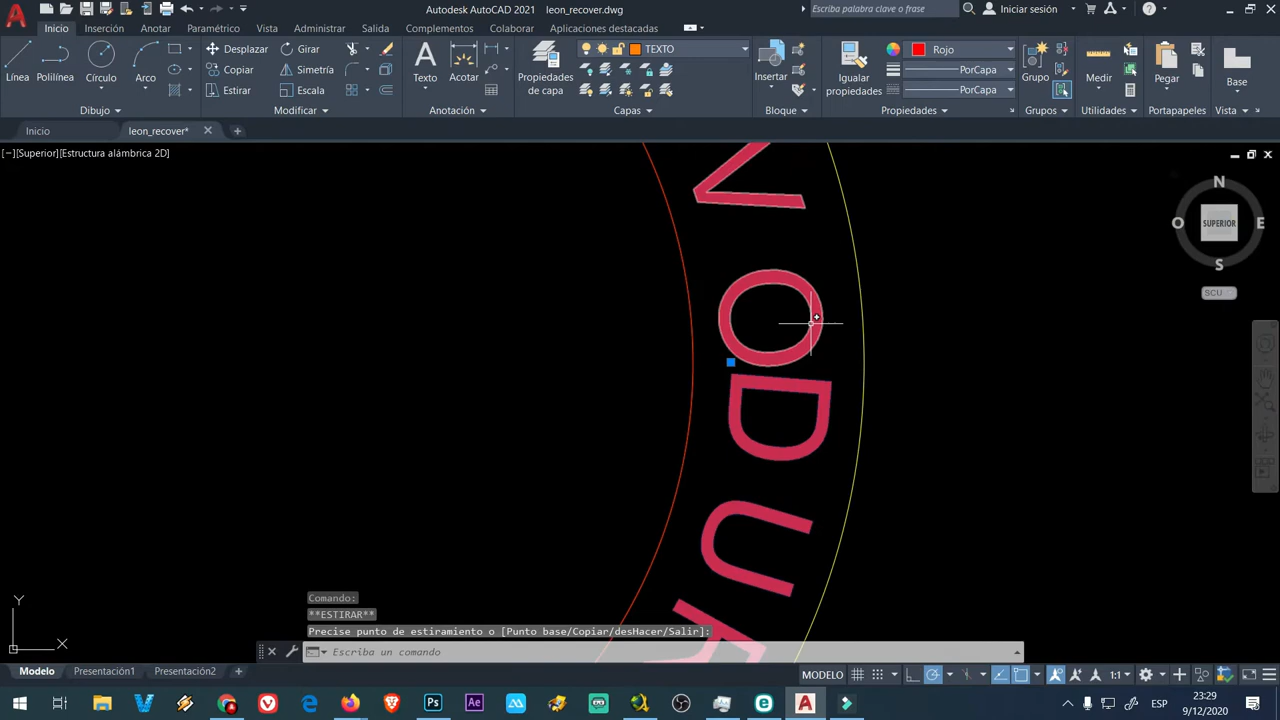 Autodesk AutoCAD 2021 leon_recover.dwg
Escriba palabra clave o frase
Iniciar sesión
Inicio Inserción Anotar Paramétrico Vista Administrar Salida Complementos Colaborar Aplicaciones destacadas
Línea
Polilínea
Círculo
Arco
Desplazar
Girar
Copiar
Simetría
Estirar
Escala
Texto
Acotar
Propiedades
de capa
TEXTO
Insertar
Igualar
propiedades
Rojo
PorCapa
PorCapa
Grupo
Medir
Pegar
Base
Dibujo Modificar Anotación Capas Bloque Propiedades Grupos Utilidades Portapapeles Vista
Inicio
leon_recover*
[−][Superior][Estructura alámbrica 2D]
N
O
SUPERIOR
E
S
SCU
V
O
D
U
R
Y
X
Comando:
**ESTIRAR**
Precise punto de estiramiento o [Punto base/Copiar/desHacer/Salir]:
Escriba un comando
Modelo Presentación1 Presentación2
MODELO
1:1
Ps
Ae
ESP
23:29
9/12/2020